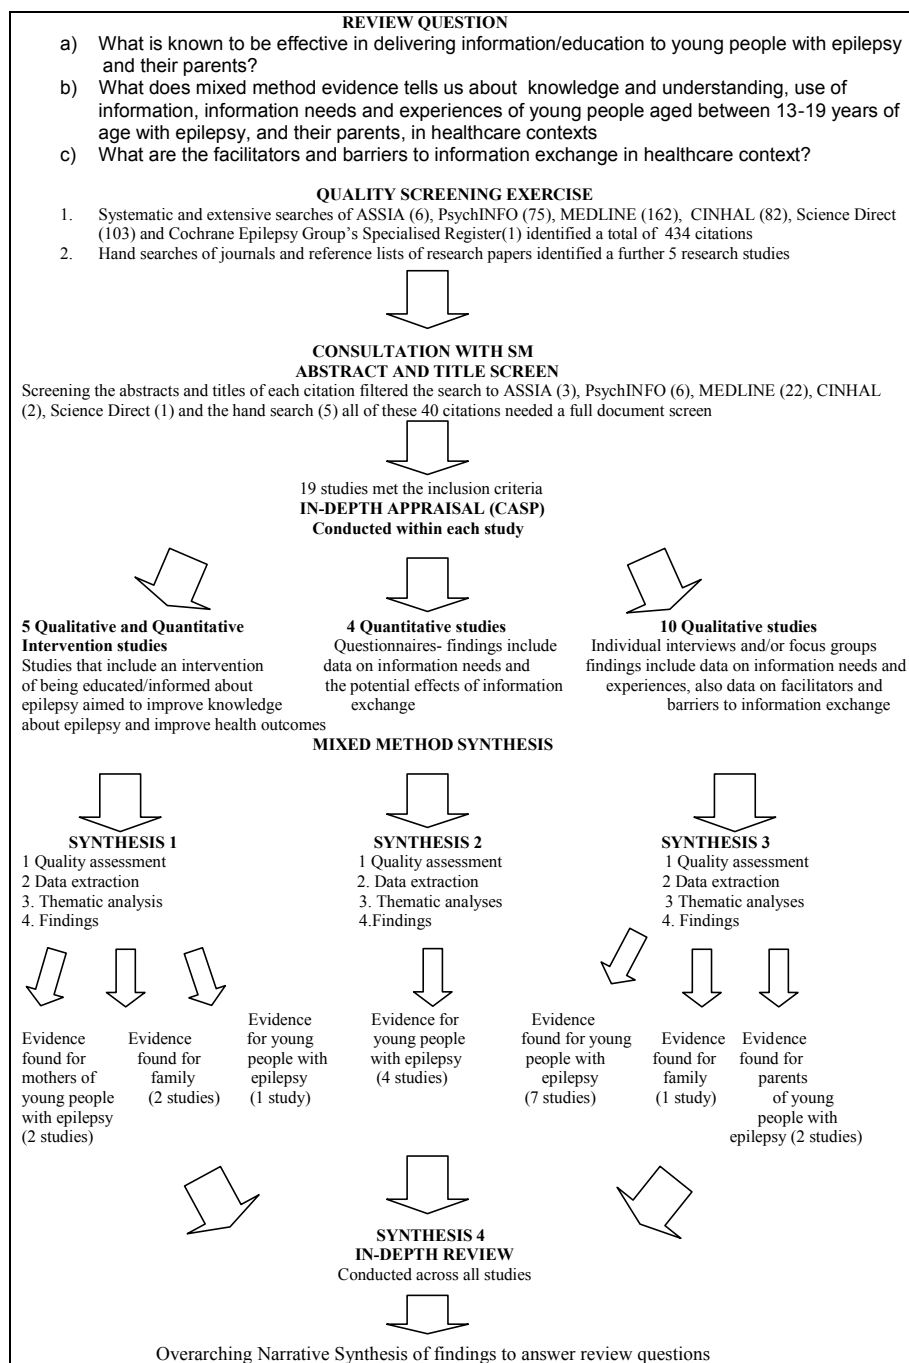 REVIEW QUESTION
a) What is known to be effective in delivering information/education to young people with epilepsy
and their parents?
b) What does mixed method evidence tells us about knowledge and understanding, use of
information, information needs and experiences of young people aged between 13-19 years of
age with epilepsy, and their parents, in healthcare contexts
c) What are the facilitators and barriers to information exchange in healthcare context?
QUALITY SCREENING EXERCISE
1. Systematic and extensive searches of ASSIA (6), PsychINFO (75), MEDLINE (162), CINHAL (82), Science Direct
(103) and Cochrane Epilepsy Group's Specialised Register(1) identified a total of 434 citations
2. Hand searches of journals and reference lists of research papers identified a further 5 research studies
CONSULTATION WITH SM
ABSTRACT AND TITLE SCREEN
Screening the abstracts and titles of each citation filtered the search to ASSIA (3), PsychINFO (6), MEDLINE (22), CINHAL
(2), Science Direct (1) and the hand search (5) all of these 40 citations needed a full document screen
19 studies met the inclusion criteria
IN-DEPTH APPRAISAL (CASP)
Conducted within each study
5 Qualitative and Quantitative
Intervention studies
Studies that include an intervention
of being educated/informed about
epilepsy aimed to improve knowledge
about epilepsy and improve health outcomes
4 Quantitative studies
Questionnaires- findings include
data on information needs and
the potential effects of information
exchange
10 Qualitative studies
Individual interviews and/or focus groups
findings include data on information needs and
experiences, also data on facilitators and
barriers to information exchange
MIXED METHOD SYNTHESIS
SYNTHESIS 1
1 Quality assessment
2 Data extraction
3. Thematic analysis
4. Findings
SYNTHESIS 2
1 Quality assessment
2. Data extraction
3. Thematic analyses
4.Findings
SYNTHESIS 3
1 Quality assessment
2 Data extraction
3 Thematic analyses
4. Findings
Evidence
found for
mothers of
young people
with epilepsy
(2 studies)
Evidence
found for
family
(2 studies)
Evidence
for young
people with
epilepsy
(1 study)
Evidence for
young people
with epilepsy
(4 studies)
Evidence
found for young
people with
epilepsy
(7 studies)
Evidence
found for
family
(1 study)
Evidence
found for
parents
of young
people with
epilepsy (2 studies)
SYNTHESIS 4
IN-DEPTH REVIEW
Conducted across all studies
Overarching Narrative Synthesis of findings to answer review questions